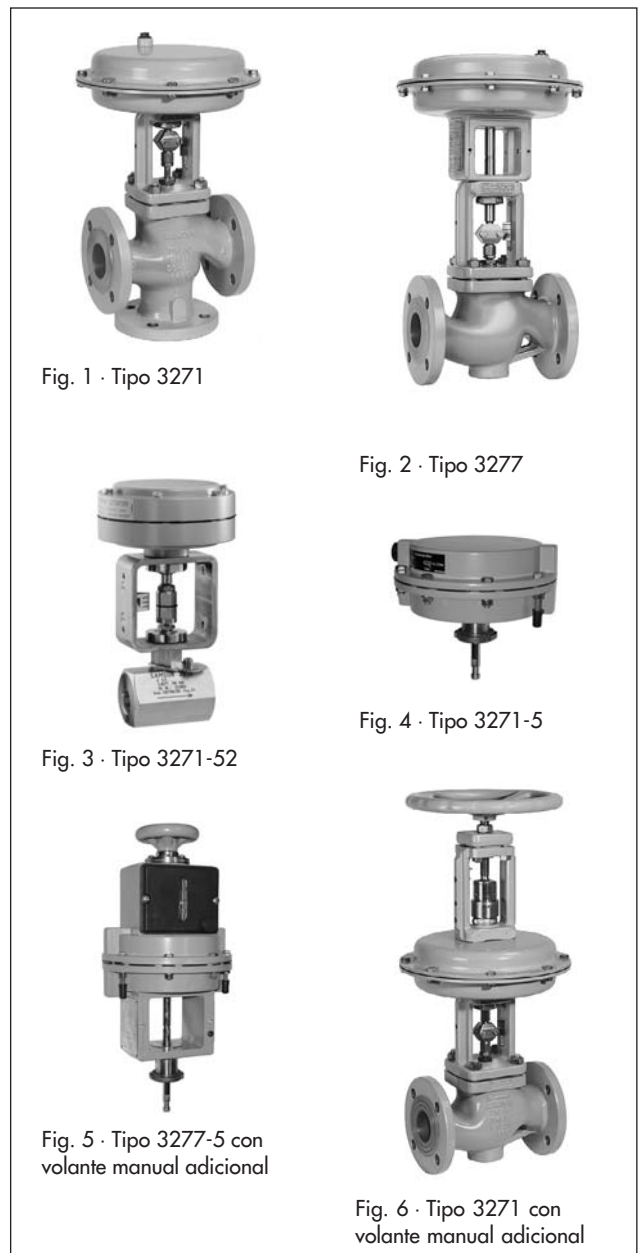 Fig. 1 · Tipo 3271
Fig. 2 · Tipo 3277
Fig. 3 · Tipo 3271-52
Fig. 4 · Tipo 3271-5
Fig. 5 · Tipo 3277-5 con
volante manual adicional
Fig. 6 · Tipo 3271 con
volante manual adicional